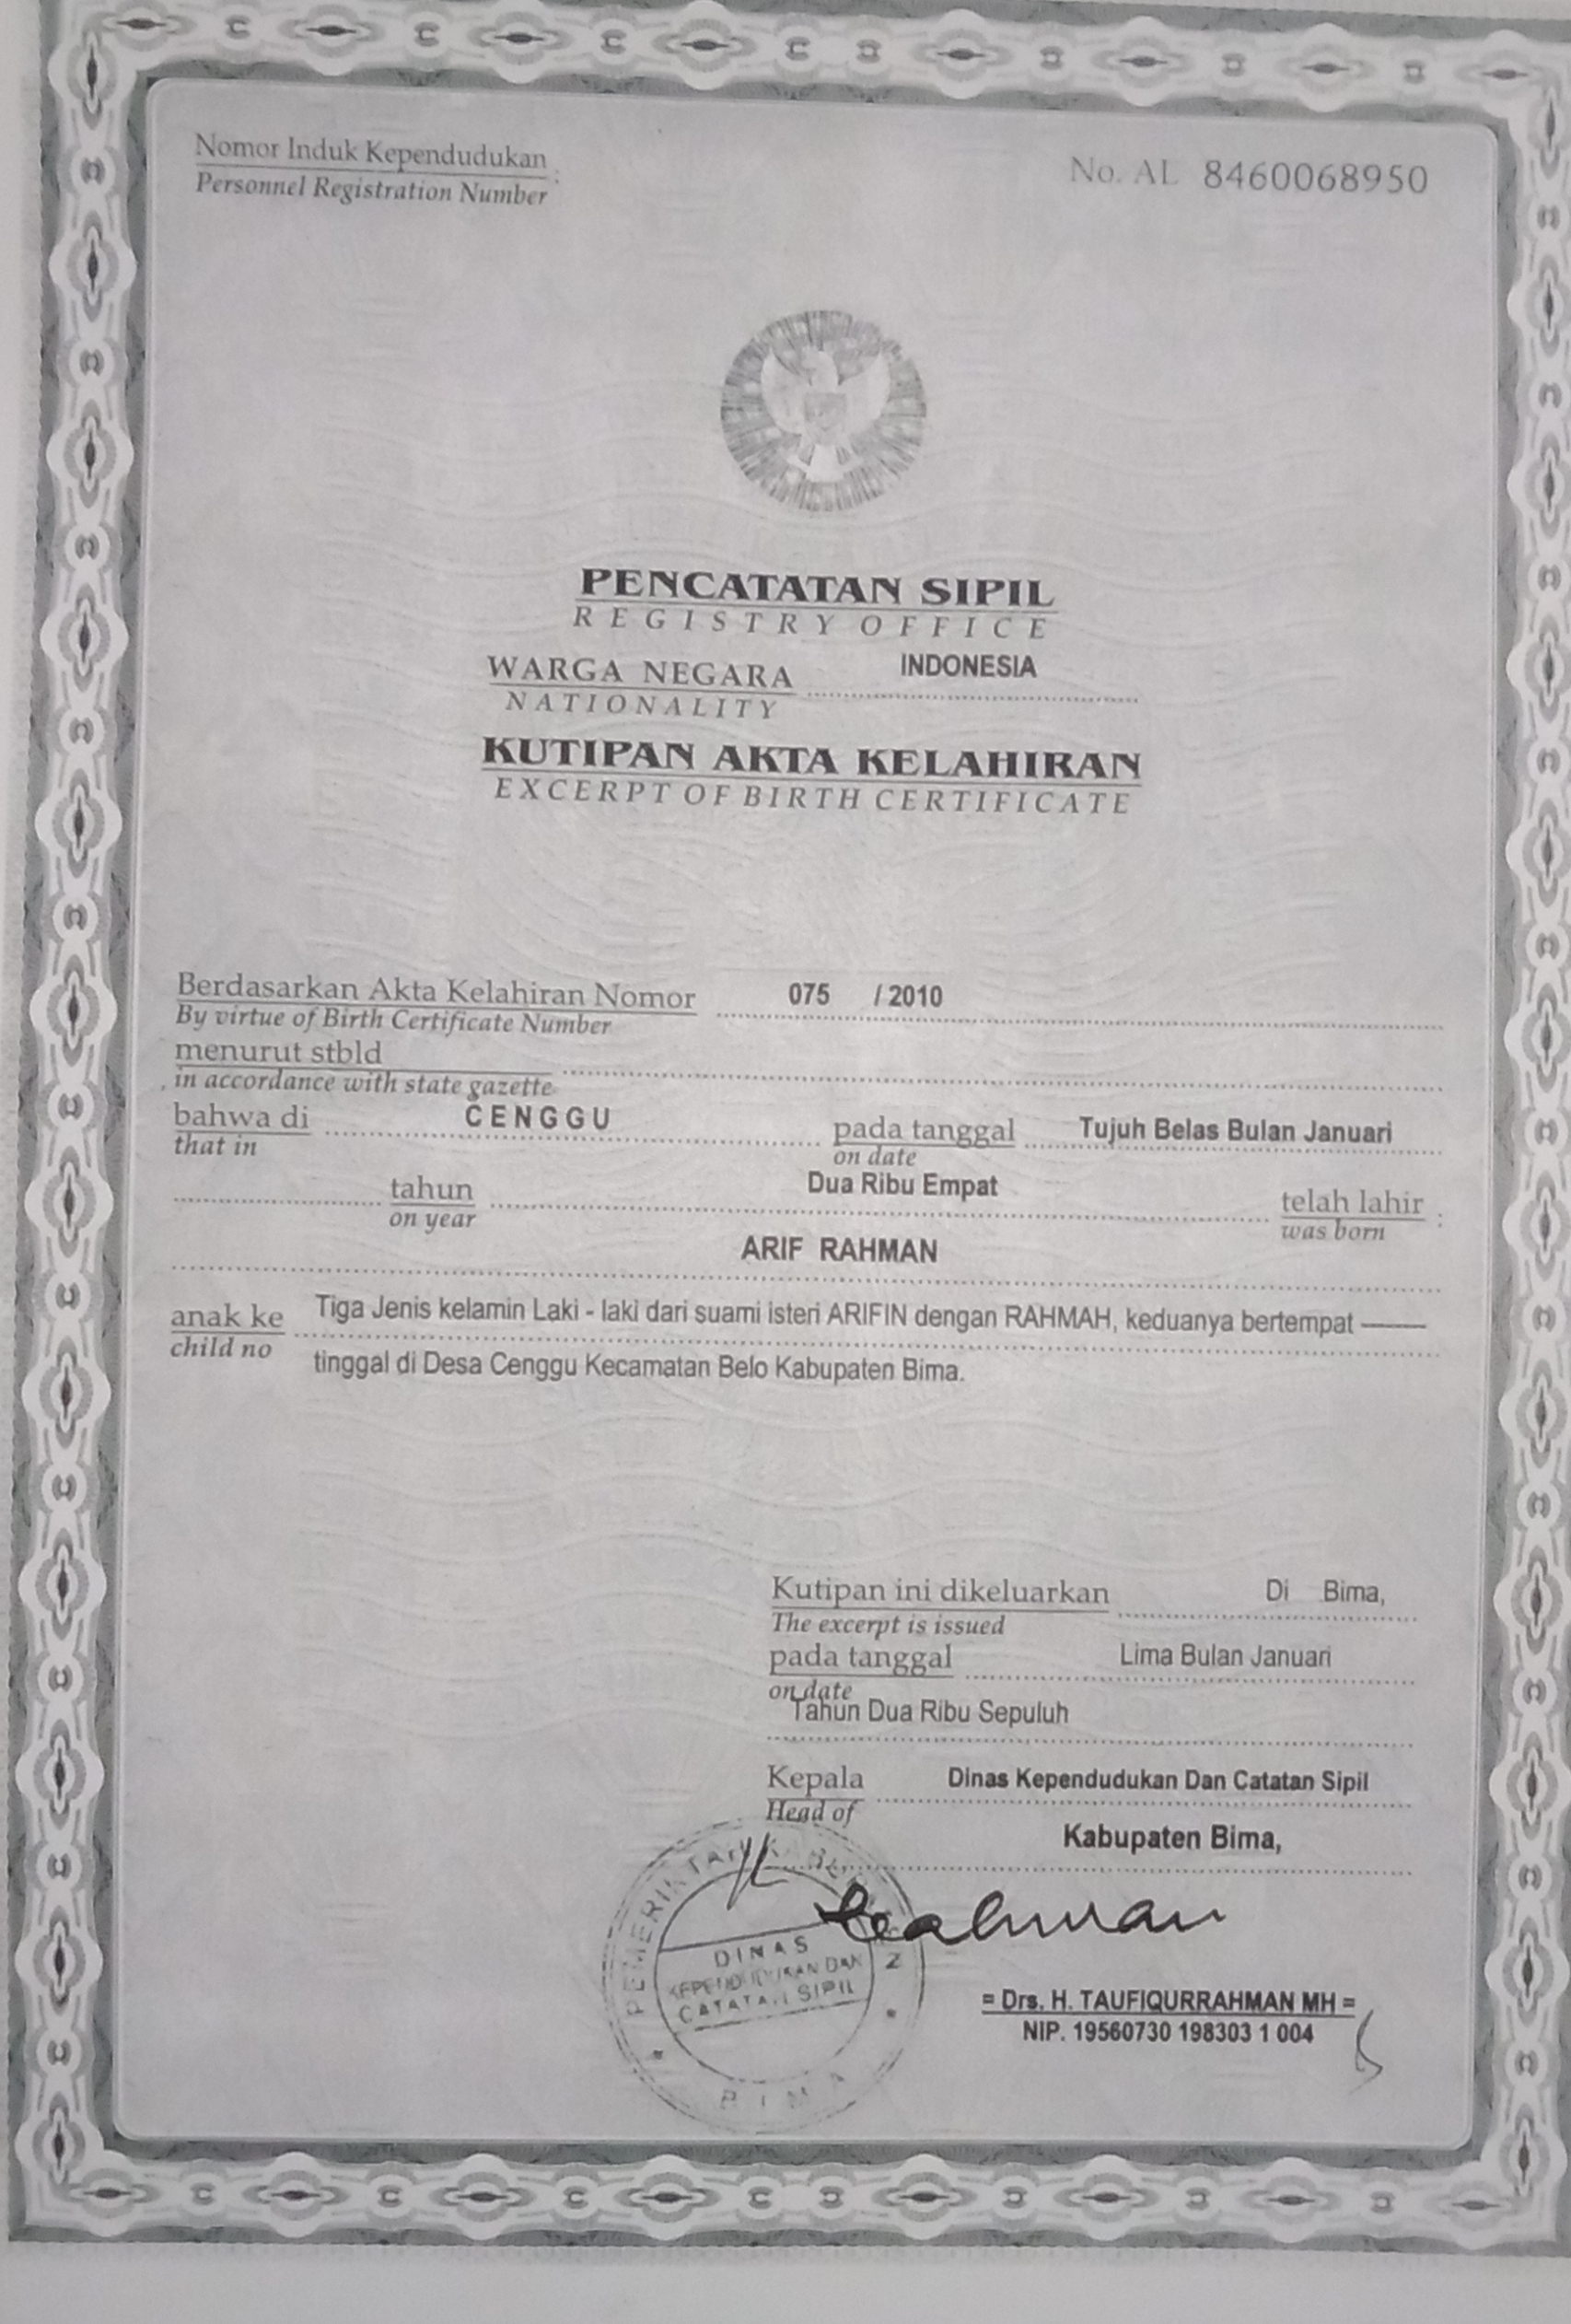 Nomor Induk Kependudukan :
Personnel Registration Number
No. AL 8460068950
PENCATATAN SIPIL
REGISTRY OFFICE
WARGA NEGARA INDONESIA
NATIONALITY
KUTIPAN AKTA KELAHIRAN
EXCERPT OF BIRTH CERTIFICATE
Berdasarkan Akta Kelahiran Nomor 075 / 2010
By virtue of Birth Certificate Number
menurut stbld
in accordance with state gazette
bahwa di CENGGU pada tanggal Tujuh Belas Bulan Januari
that in on date
tahun Dua Ribu Empat telah lahir :
on year was born
ARIF RAHMAN
anak ke Tiga Jenis kelamin Laki - laki dari suami isteri ARIFIN dengan RAHMAH, keduanya bertempat
child no
tinggal di Desa Cenggu Kecamatan Belo Kabupaten Bima.
Kutipan ini dikeluarkan Di Bima,
The excerpt is issued
pada tanggal Lima Bulan Januari
on date
Tahun Dua Ribu Sepuluh
Kepala Dinas Kependudukan Dan Catatan Sipil
Head of
Kabupaten Bima,
DINAS
KEPENDUDUKAN DAN
CATATAN SIPIL
BIMA
= Drs. H. TAUFIQURRAHMAN MH =
NIP. 19560730 198303 1 004